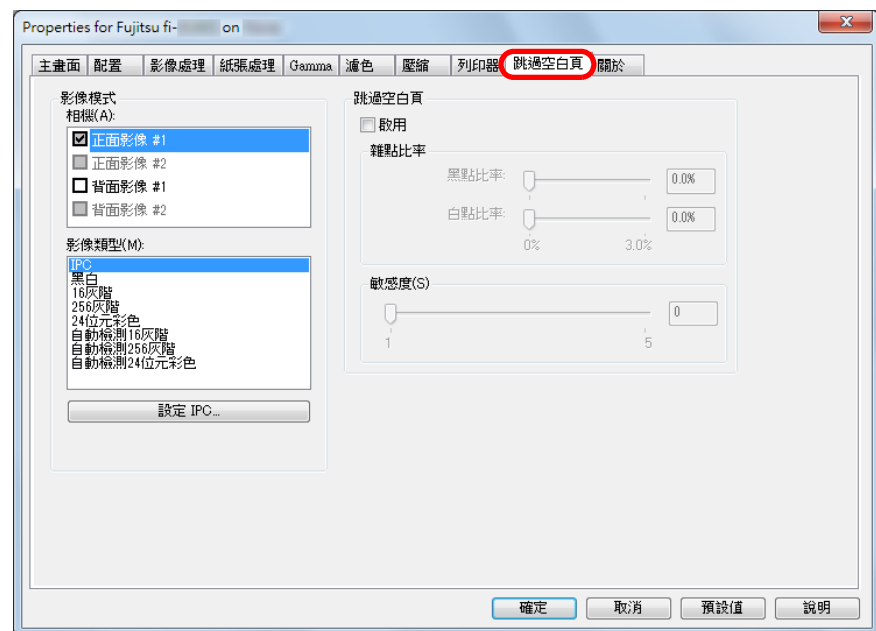 Properties for Fujitsu fi- on
主畫面 配置 影像處理 紙張處理 Gamma 濾色 壓縮 列印器 跳過空白頁 關於
影像模式
相機(A):
正面影像 #1
正面影像 #2
背面影像 #1
背面影像 #2
影像類型(M):
IPC
黑白
16灰階
256灰階
24位元彩色
自動檢測16灰階
自動檢測256灰階
自動檢測24位元彩色
設定 IPC...
跳過空白頁
啟用
雜點比率
黑點比率: 0.0%
白點比率: 0.0%
0% 3.0%
敏感度(S)
0
1 5
確定 取消 預設值 說明